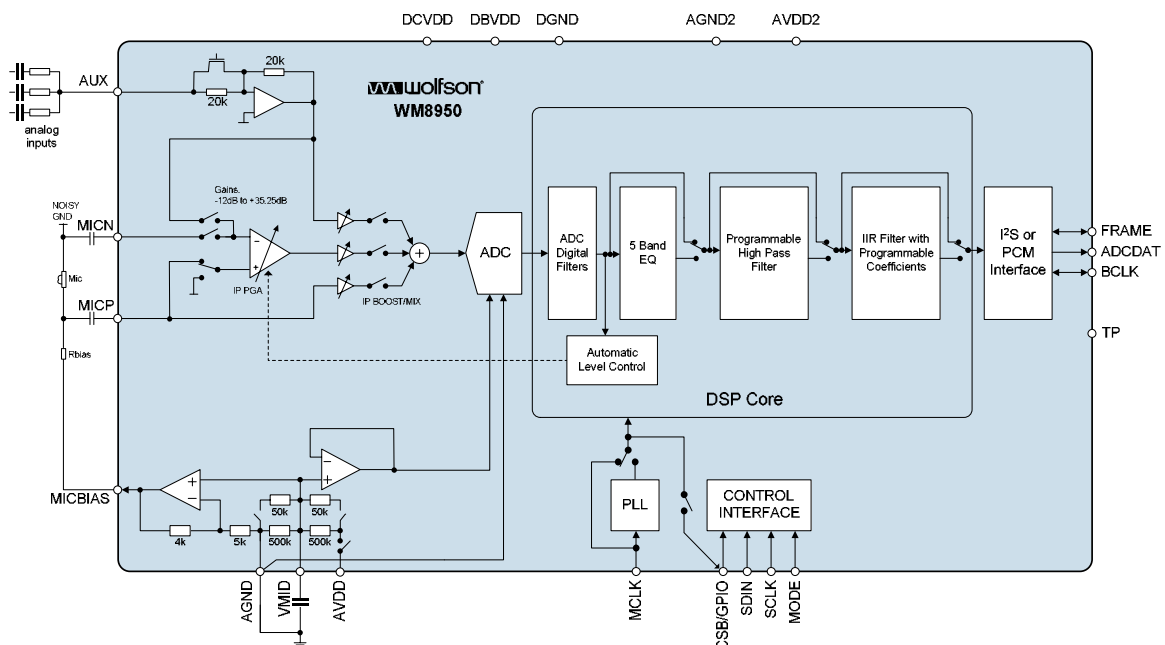 DCVDD DBVDD DGND AGND2 AVDD2
AUX
analog
inputs
20k
20k
wolfson®
WM8950
Gains.
-12dB to +35.25dB
NOISY
GND
MICN
Mic
MICP
Rbias
IP PGA
IP BOOST/MIX
ADC
ADC
Digital
Filters
5 Band
EQ
Programmable
High Pass
Filter
IIR Filter with
Programmable
Coefficients
I²S or
PCM
Interface
FRAME
ADCDAT
BCLK
TP
Automatic
Level Control
DSP Core
MICBIAS
50k 50k
4k 5k 500k 500k
PLL
CONTROL
INTERFACE
AGND
VMID
AVDD
MCLK
CSB/GPIO
SDIN
SCLK
MODE